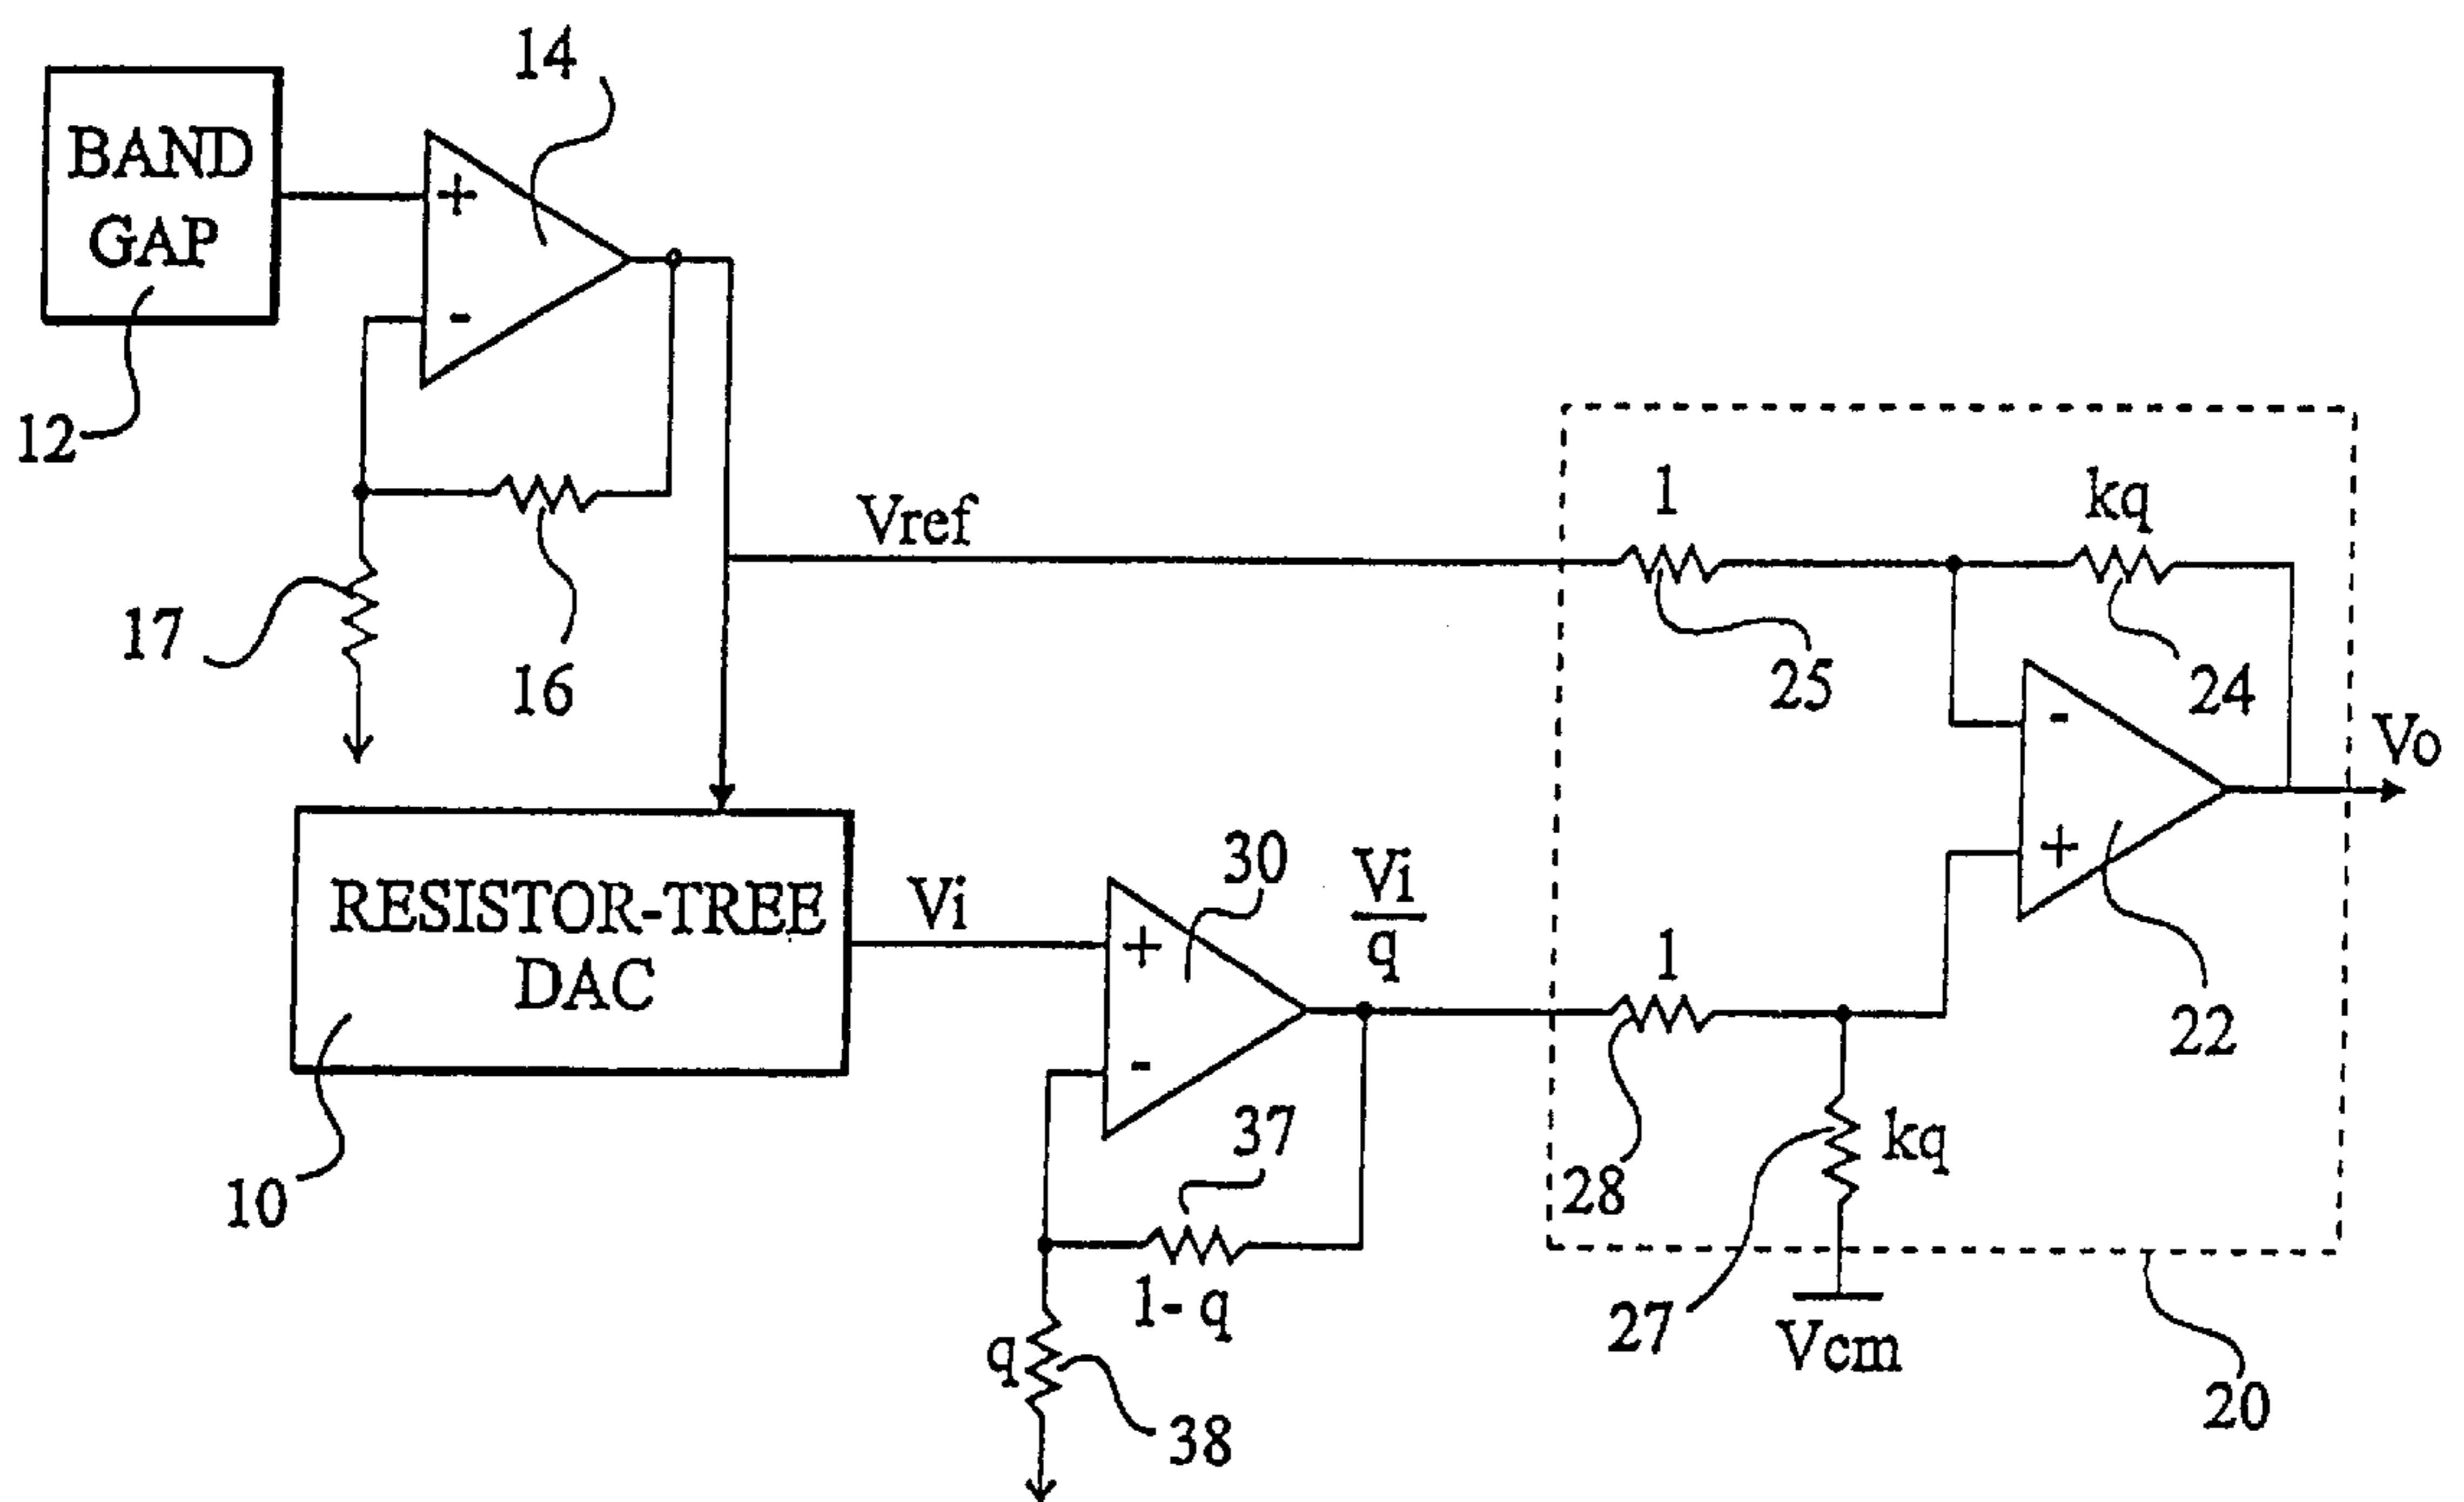 14
BAND
GAP
12
1
kq
Vref
17
16
25
24
Vo
RESISTOR-TREE
DAC
Vi
30
Vi
q
1
22
37
kq
10
28
1- q
27
Vcm
q
38
20
+
-
-
+
+
-